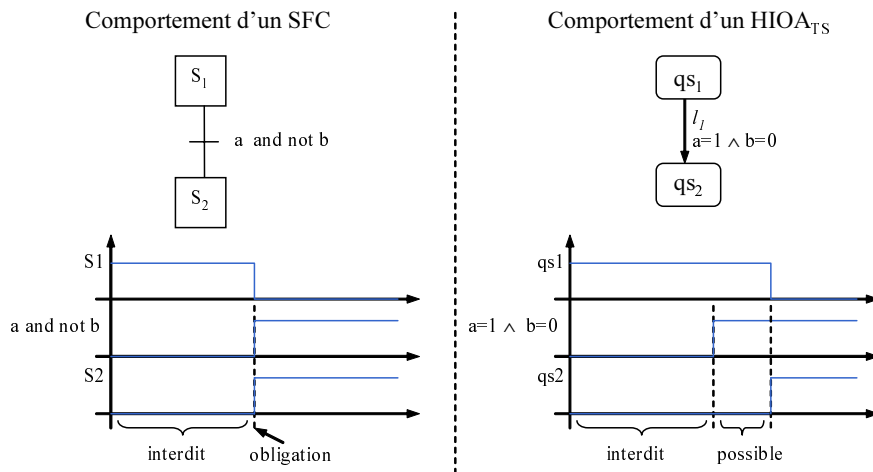 Comportement d'un SFC
S1
a and not b
S2
S1
a and not b
S2
interdit
obligation
Comportement d'un HIOATS
qs1
l1
a=1 ∧ b=0
qs2
qs1
a=1 ∧ b=0
qs2
interdit
possible